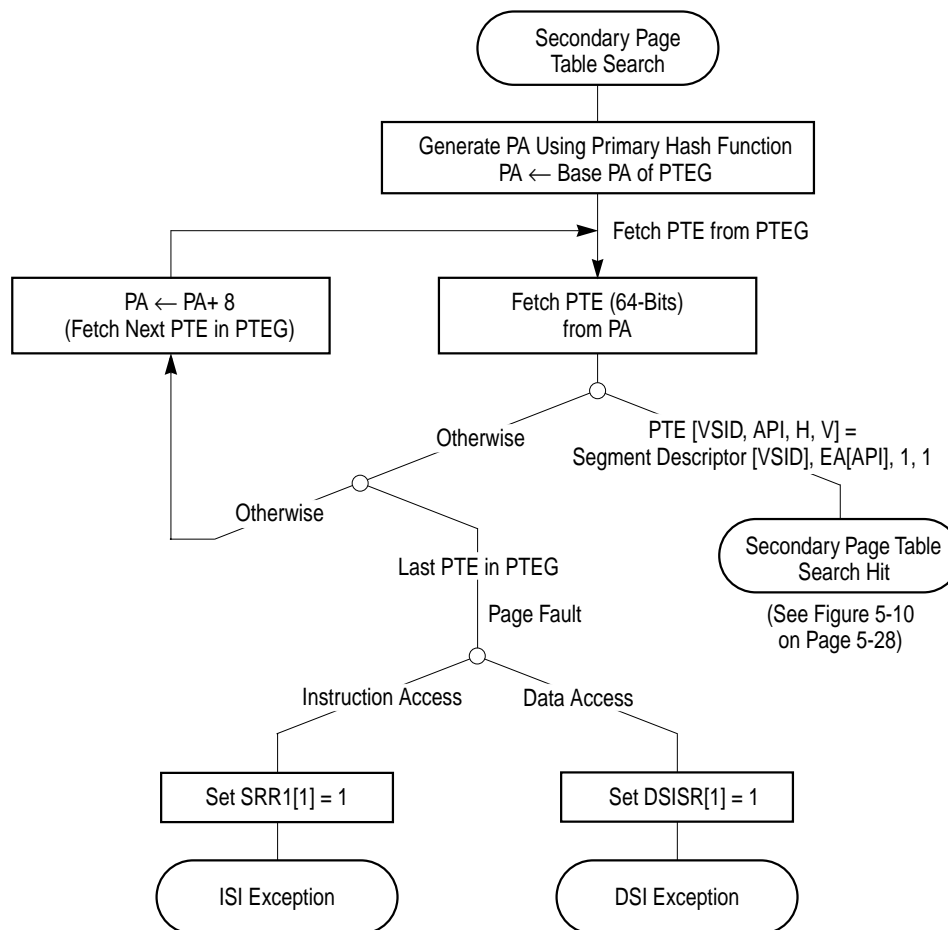 Secondary Page
Table Search
Generate PA Using Primary Hash Function
PA ← Base PA of PTEG
Fetch PTE from PTEG
PA ← PA+ 8
(Fetch Next PTE in PTEG)
Fetch PTE (64-Bits)
from PA
Otherwise
PTE [VSID, API, H, V] =
Segment Descriptor [VSID], EA[API], 1, 1
Otherwise
Secondary Page Table
Search Hit
Last PTE in PTEG
(See Figure 5-10
on Page 5-28)
Page Fault
Instruction Access
Data Access
Set SRR1[1] = 1
Set DSISR[1] = 1
ISI Exception
DSI Exception